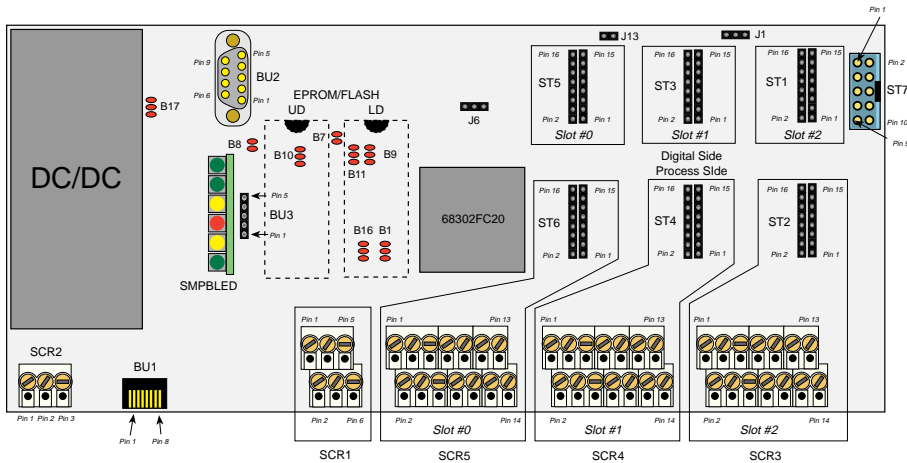 Pin 1
J13
J1
Pin 9
Pin 5
BU2
Pin 6
Pin 1
B17
EPROM/FLASH
UD
LD
J6
Pin 16
Pin 15
ST5
Pin 2
Pin 1
Slot #0
Pin 16
Pin 15
ST3
Pin 2
Pin 1
Slot #1
Pin 16
Pin 15
ST1
Pin 2
Pin 1
Slot #2
Pin 2
ST7
Pin 10
Pin 9
DC/DC
B8
B10
B7
B11
B9
Digital Side
Process SIde
Pin 5
BU3
Pin 1
B16
B1
68302FC20
Pin 16
Pin 15
ST6
Pin 2
Pin 1
Pin 16
Pin 15
ST4
Pin 2
Pin 1
Pin 16
Pin 15
ST2
Pin 2
Pin 1
SMPBLED
SCR2
Pin 1
Pin 2
Pin 3
BU1
Pin 1
Pin 8
Pin 1
Pin 5
Pin 2
Pin 6
SCR1
Pin 1
Pin 13
Pin 2
Slot #0
Pin 14
SCR5
Pin 1
Pin 13
Pin 2
Slot #1
Pin 14
SCR4
Pin 1
Pin 13
Pin 2
Slot #2
Pin 14
SCR3